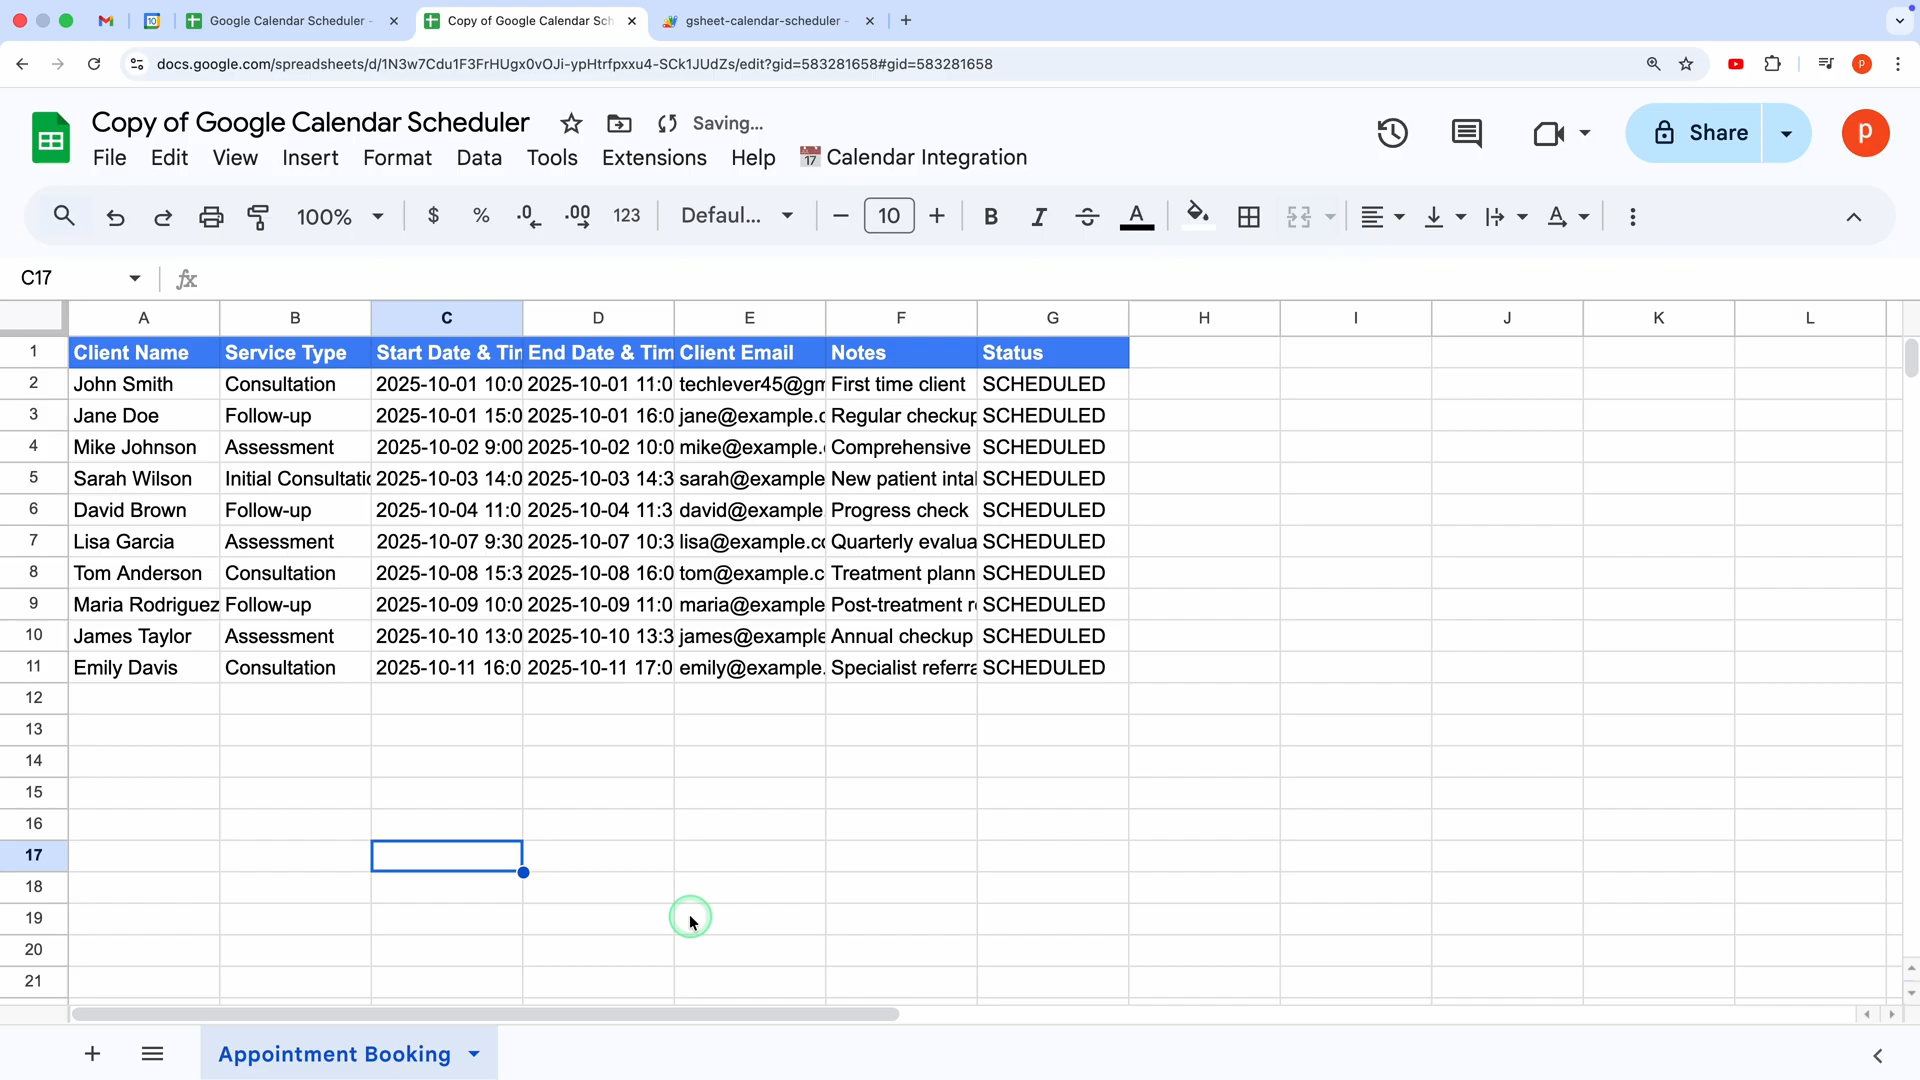 Google Calendar Scheduler -
Copy of Google Calendar Sch
gsheet-calendar-scheduler -
docs.google.com/spreadsheets/d/1N3w7Cdu1F3FrHUgx0vOJi-ypHtrfpxxu4-SCk1JUdZs/edit?gid=583281658#gid=583281658
P
Copy of Google Calendar Scheduler Saving...
Share P
File Edit View Insert Format Data Tools Extensions Help 17 Calendar Integration
100% $ % .0 .00 123 Defaul... 10 B I A A
C17 fx
A B C D E F G H I J K L
1 Client Name Service Type Start Date & Tim End Date & Tim Client Email Notes Status
2 John Smith Consultation 2025-10-01 10:0 2025-10-01 11:0 techlever45@gm First time client SCHEDULED
3 Jane Doe Follow-up 2025-10-01 15:0 2025-10-01 16:0 jane@example.c Regular checkup SCHEDULED
4 Mike Johnson Assessment 2025-10-02 9:00 2025-10-02 10:0 mike@example. Comprehensive SCHEDULED
5 Sarah Wilson Initial Consultatio 2025-10-03 14:0 2025-10-03 14:3 sarah@example New patient inta SCHEDULED
6 David Brown Follow-up 2025-10-04 11:0 2025-10-04 11:3 david@example Progress check SCHEDULED
7 Lisa Garcia Assessment 2025-10-07 9:30 2025-10-07 10:3 lisa@example.co Quarterly evalua SCHEDULED
8 Tom Anderson Consultation 2025-10-08 15:3 2025-10-08 16:0 tom@example.c Treatment plann SCHEDULED
9 Maria Rodriguez Follow-up 2025-10-09 10:0 2025-10-09 11:0 maria@example Post-treatment r SCHEDULED
10 James Taylor Assessment 2025-10-10 13:0 2025-10-10 13:3 james@example Annual checkup SCHEDULED
11 Emily Davis Consultation 2025-10-11 16:0 2025-10-11 17:0 emily@example. Specialist referra SCHEDULED
12
13
14
15
16
17
18
19
20
21
Appointment Booking